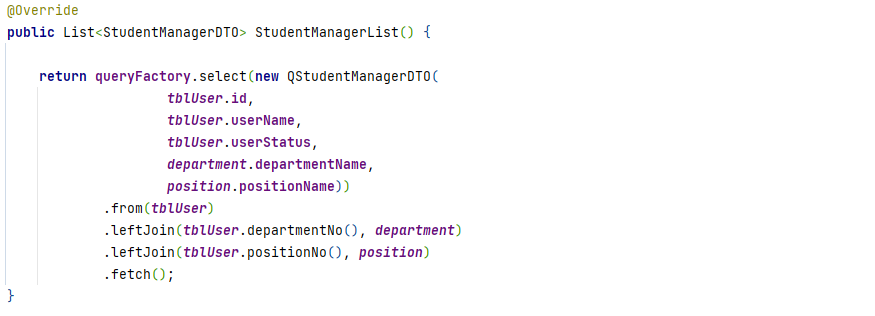 @Override
public List<StudentManagerDTO> StudentManagerList() {
return queryFactory.select(new QStudentManagerDTO(
tblUser.id,
tblUser.userName,
tblUser.userStatus,
department.departmentName,
position.positionName))
.from(tblUser)
.leftJoin(tblUser.departmentNo(), department)
.leftJoin(tblUser.positionNo(), position)
.fetch();
}